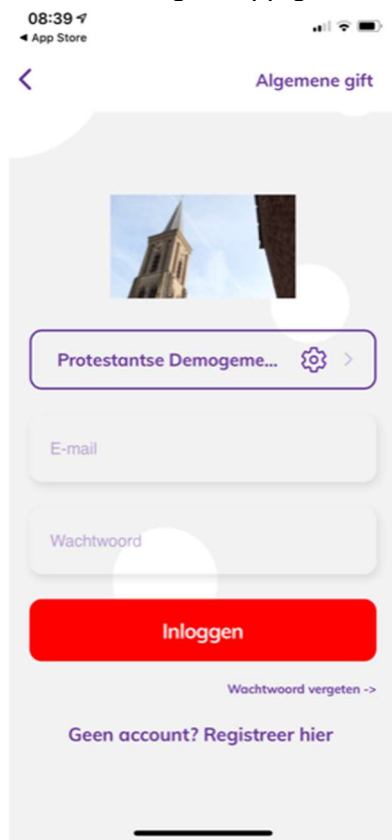 08:39
◀ App Store
Algemene gift
Protestantse Demogeme...
E-mail
Wachtwoord
Inloggen
Wachtwoord vergeten ->
Geen account? Registreer hier